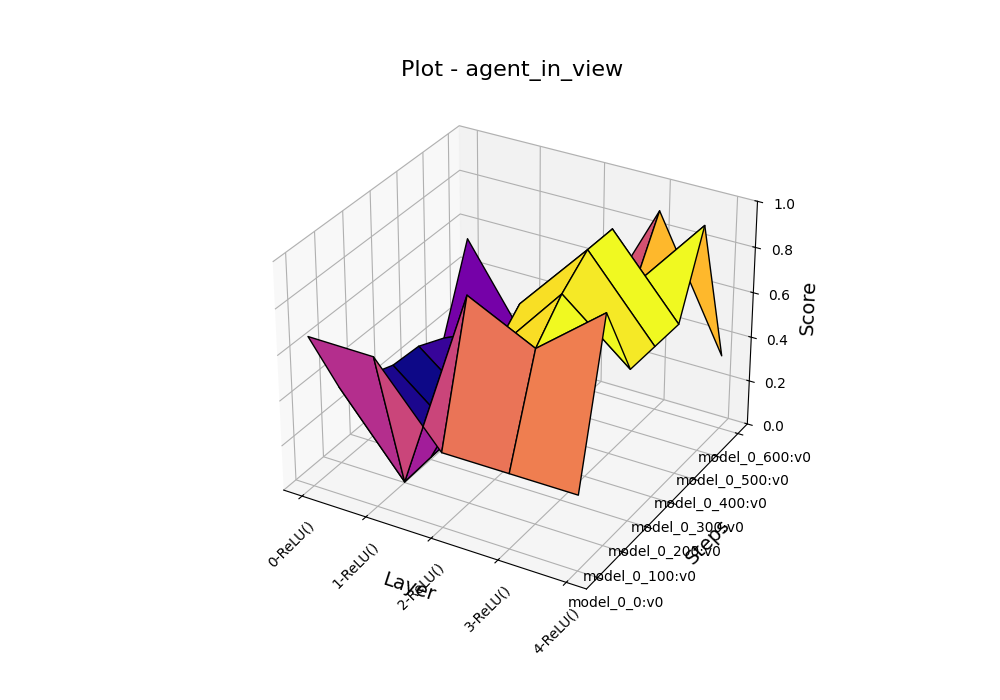 Plot - agent_in_view
1.0
0.8
0.6
0.4
0.2
0.0
Score
model_0_600:v0
model_0_500:v0
model_0_400:v0
model_0_300:v0
model_0_200:v0
model_0_100:v0
model_0_0:v0
Steps
0-ReLU()
1-ReLU()
2-ReLU()
3-ReLU()
4-ReLU()
Layer